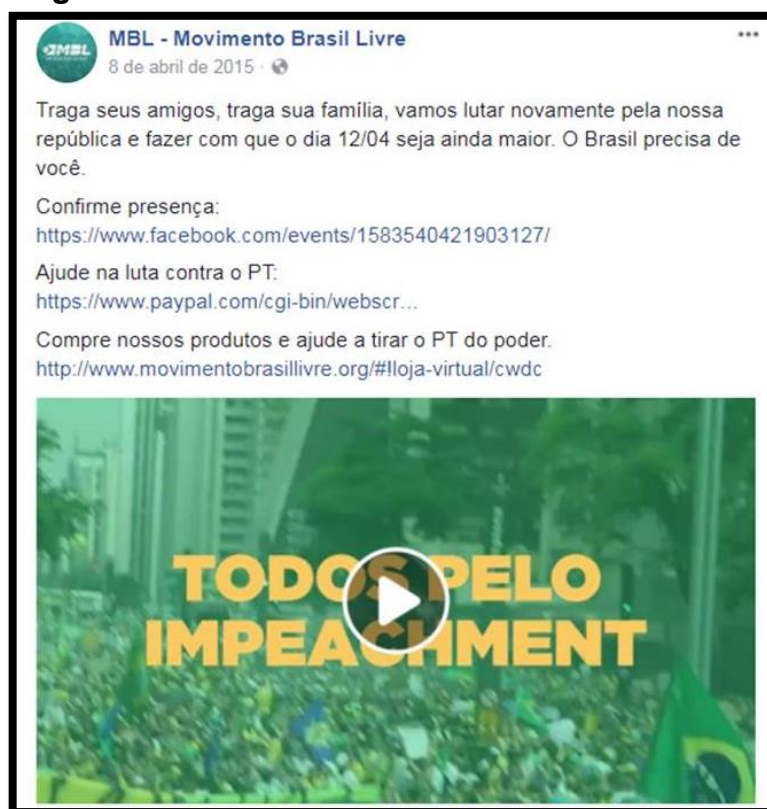 MBL
MBL - Movimento Brasil Livre
8 de abril de 2015 ·
Traga seus amigos, traga sua família, vamos lutar novamente pela nossa
república e fazer com que o dia 12/04 seja ainda maior. O Brasil precisa de
você.
Confirme presença:
https://www.facebook.com/events/1583540421903127/
Ajude na luta contra o PT:
https://www.paypal.com/cgi-bin/webscr...
Compre nossos produtos e ajude a tirar o PT do poder.
http://www.movimentobrasillivre.org/#!loja-virtual/cwdc
TODOS PELO
IMPEACHMENT